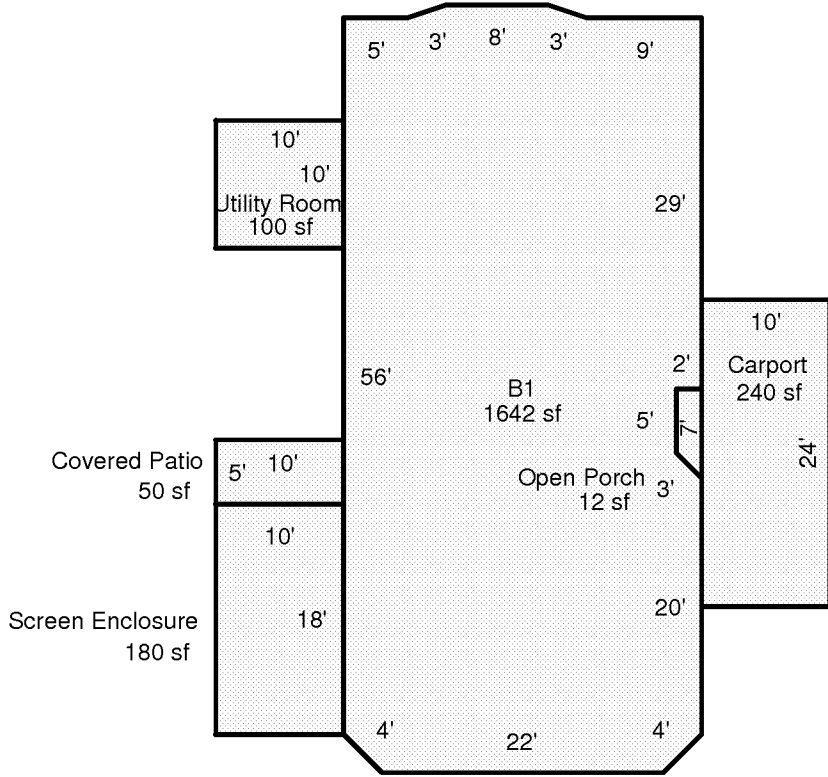 5' 3' 8' 3' 9'
10'
10'
Utility Room
100 sf
29'
10'
Carport
240 sf
24'
2'
56'
B1
1642 sf
5'
7'
Covered Patio
50 sf
5' 10'
Open Porch
12 sf
3'
10'
Screen Enclosure
180 sf
18'
20'
4' 22' 4'